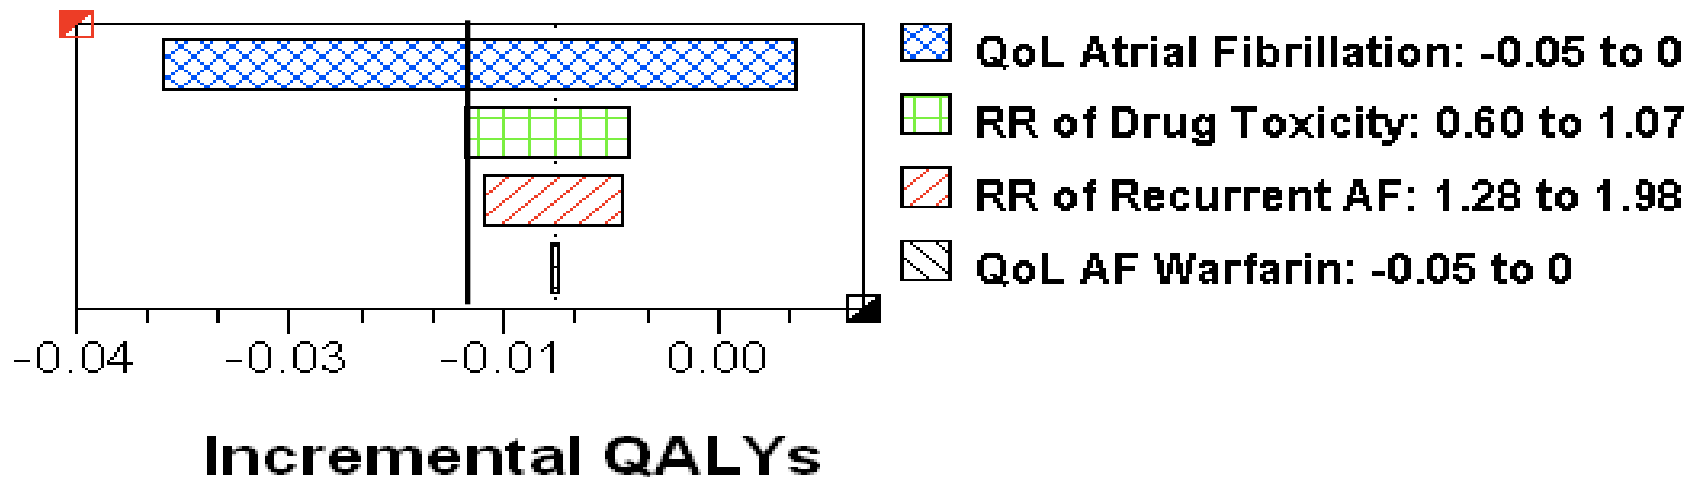 QoL Atrial Fibrillation: -0.05 to 0
RR of Drug Toxicity: 0.60 to 1.07
RR of Recurrent AF: 1.28 to 1.98
QoL AF Warfarin: -0.05 to 0
-0.04 -0.03 -0.01 0.00
Incremental QALYs